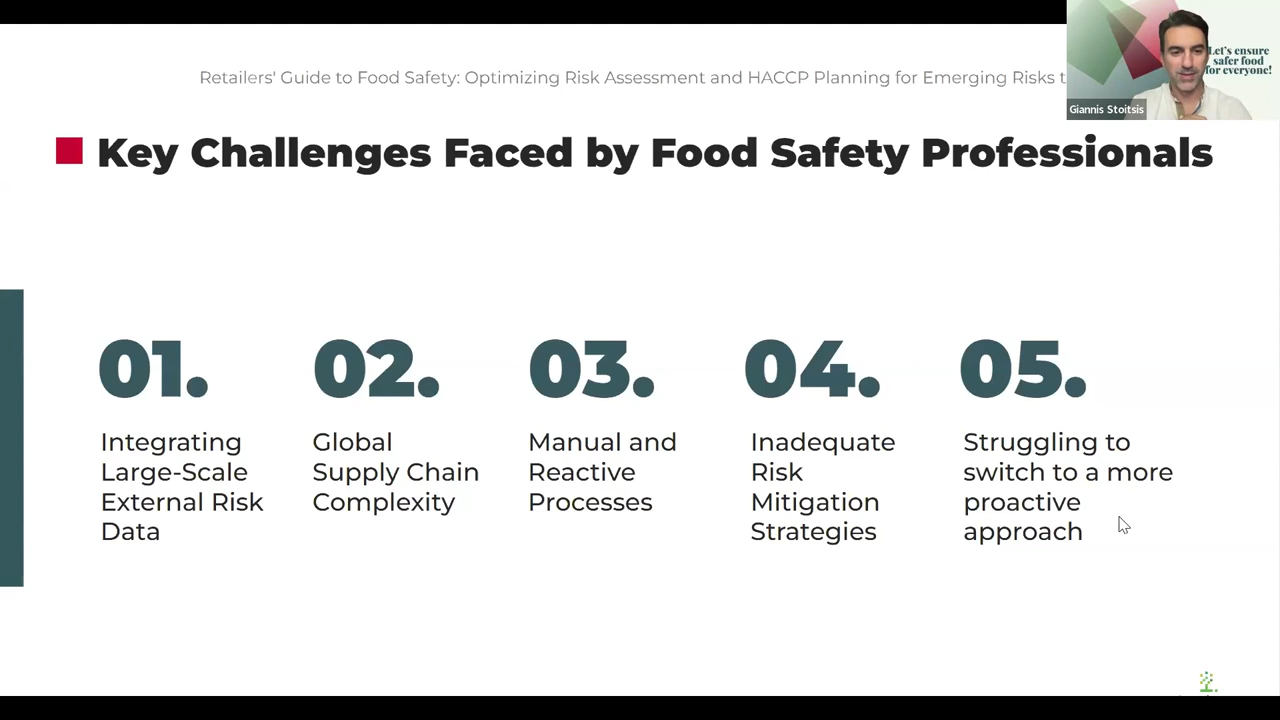 Retailers' Guide to Food Safety: Optimizing Risk Assessment and HACCP Planning for Emerging Risks
Let's ensure
safer food
for everyone!
Giannis Stoitsis
Key Challenges Faced by Food Safety Professionals
01.
Integrating
Large-Scale
External Risk
Data
02.
Global
Supply Chain
Complexity
03.
Manual and
Reactive
Processes
04.
Inadequate
Risk
Mitigation
Strategies
05.
Struggling to
switch to a more
proactive
approach